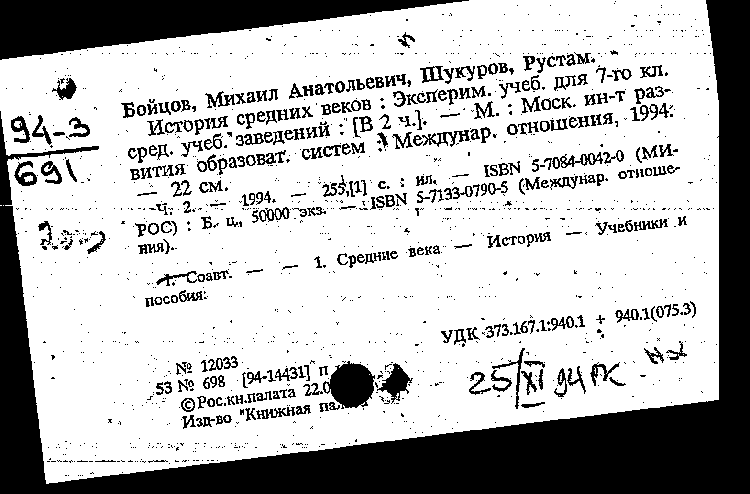 94-3
691
Бойцов, Михаил Анатольевич, Шукуров, Рустам.
История средних веков : Эксперим. учеб. для 7-го кл.
сред. учеб. заведений : [В 2 ч.]. — М. : Моск. ин-т раз-
вития образоват. систем : Междунар. отношения, 1994.
— 22 см.
Ч. 2. — 1994. — 255,[1] с. : ил. — ISBN 5-7084-0042-0 (МИ-
РОС) : Б. ц., 50000 экз. — ISBN 5-7133-0790-5 (Междунар. отноше-
ния).
1. Соавт. — — 1. Средние века — История — Учебники и
пособия.
УДК 373.167.1:940.1 + 940.1(075.3)
№ 12033
53 № 698 [94-14431] п
© Рос.кн.палата 22.0
Изд-во "Книжная па
25/XI 94 РК